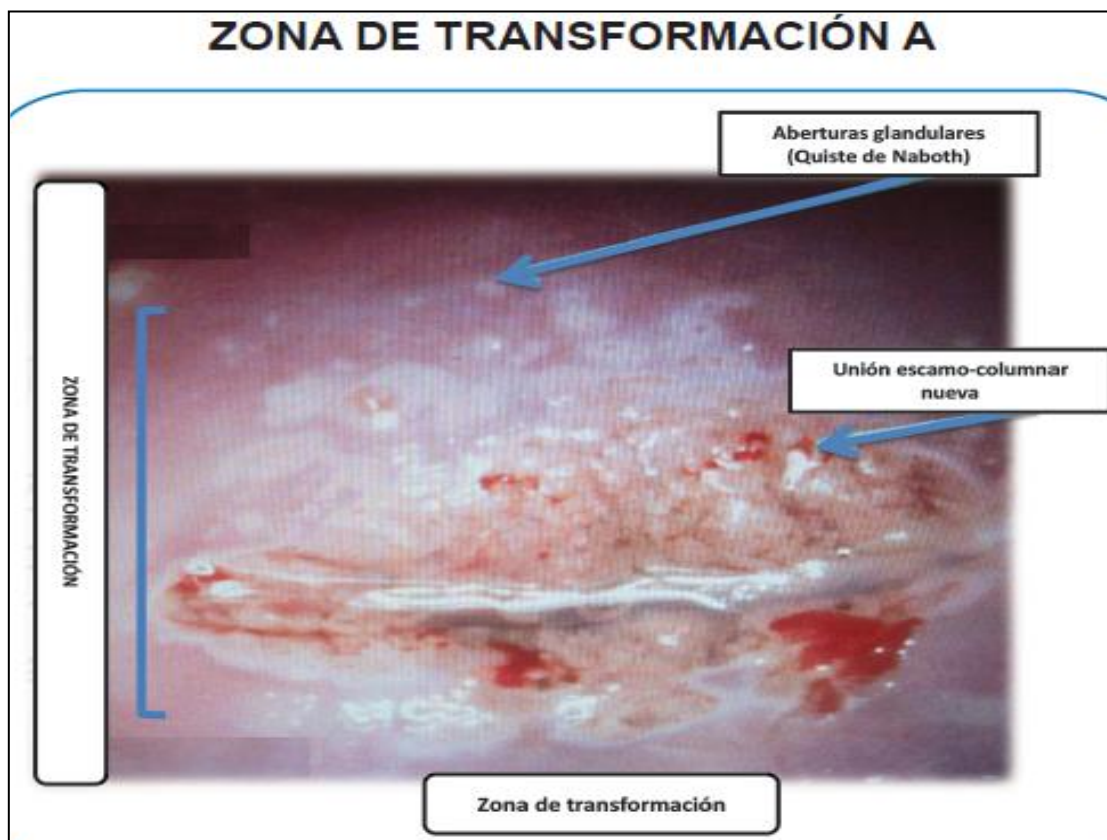 ZONA DE TRANSFORMACIÓN A
Aberturas glandulares
(Quiste de Naboth)
ZONA DE TRANSFORMACIÓN
Unión escamo-columnar
nueva
Zona de transformación